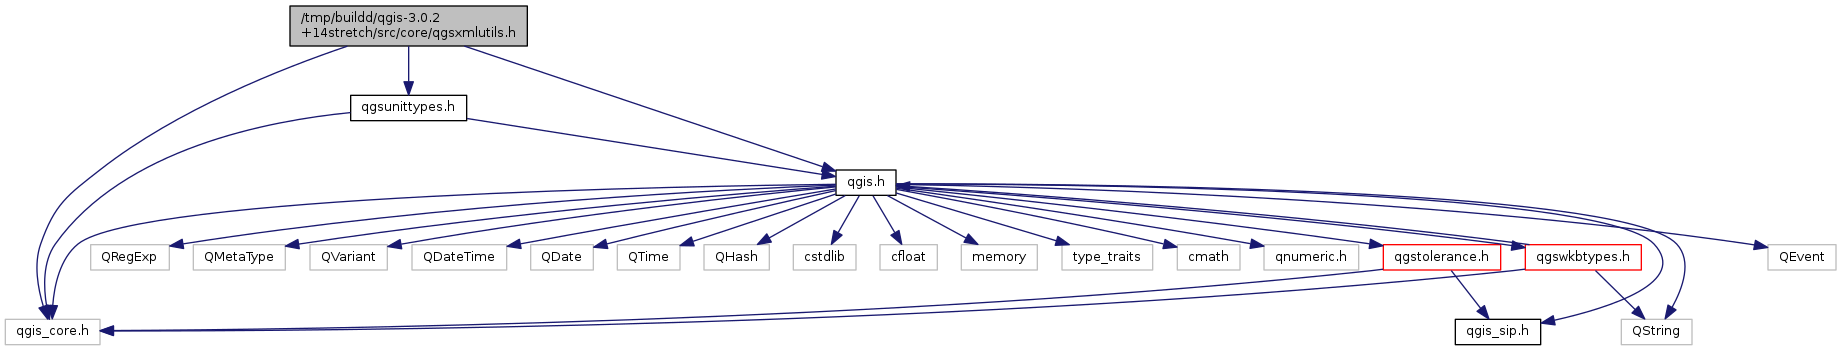 /tmp/buildd/qgis-3.0.2
+14stretch/src/core/qgsxmlutils.h
qgsunittypes.h
qgis.h
QRegExp
QMetaType
QVariant
QDateTime
QDate
QTime
QHash
cstdlib
cfloat
memory
type_traits
cmath
qnumeric.h
qgstolerance.h
qgswkbtypes.h
QEvent
qgis_core.h
qgis_sip.h
QString